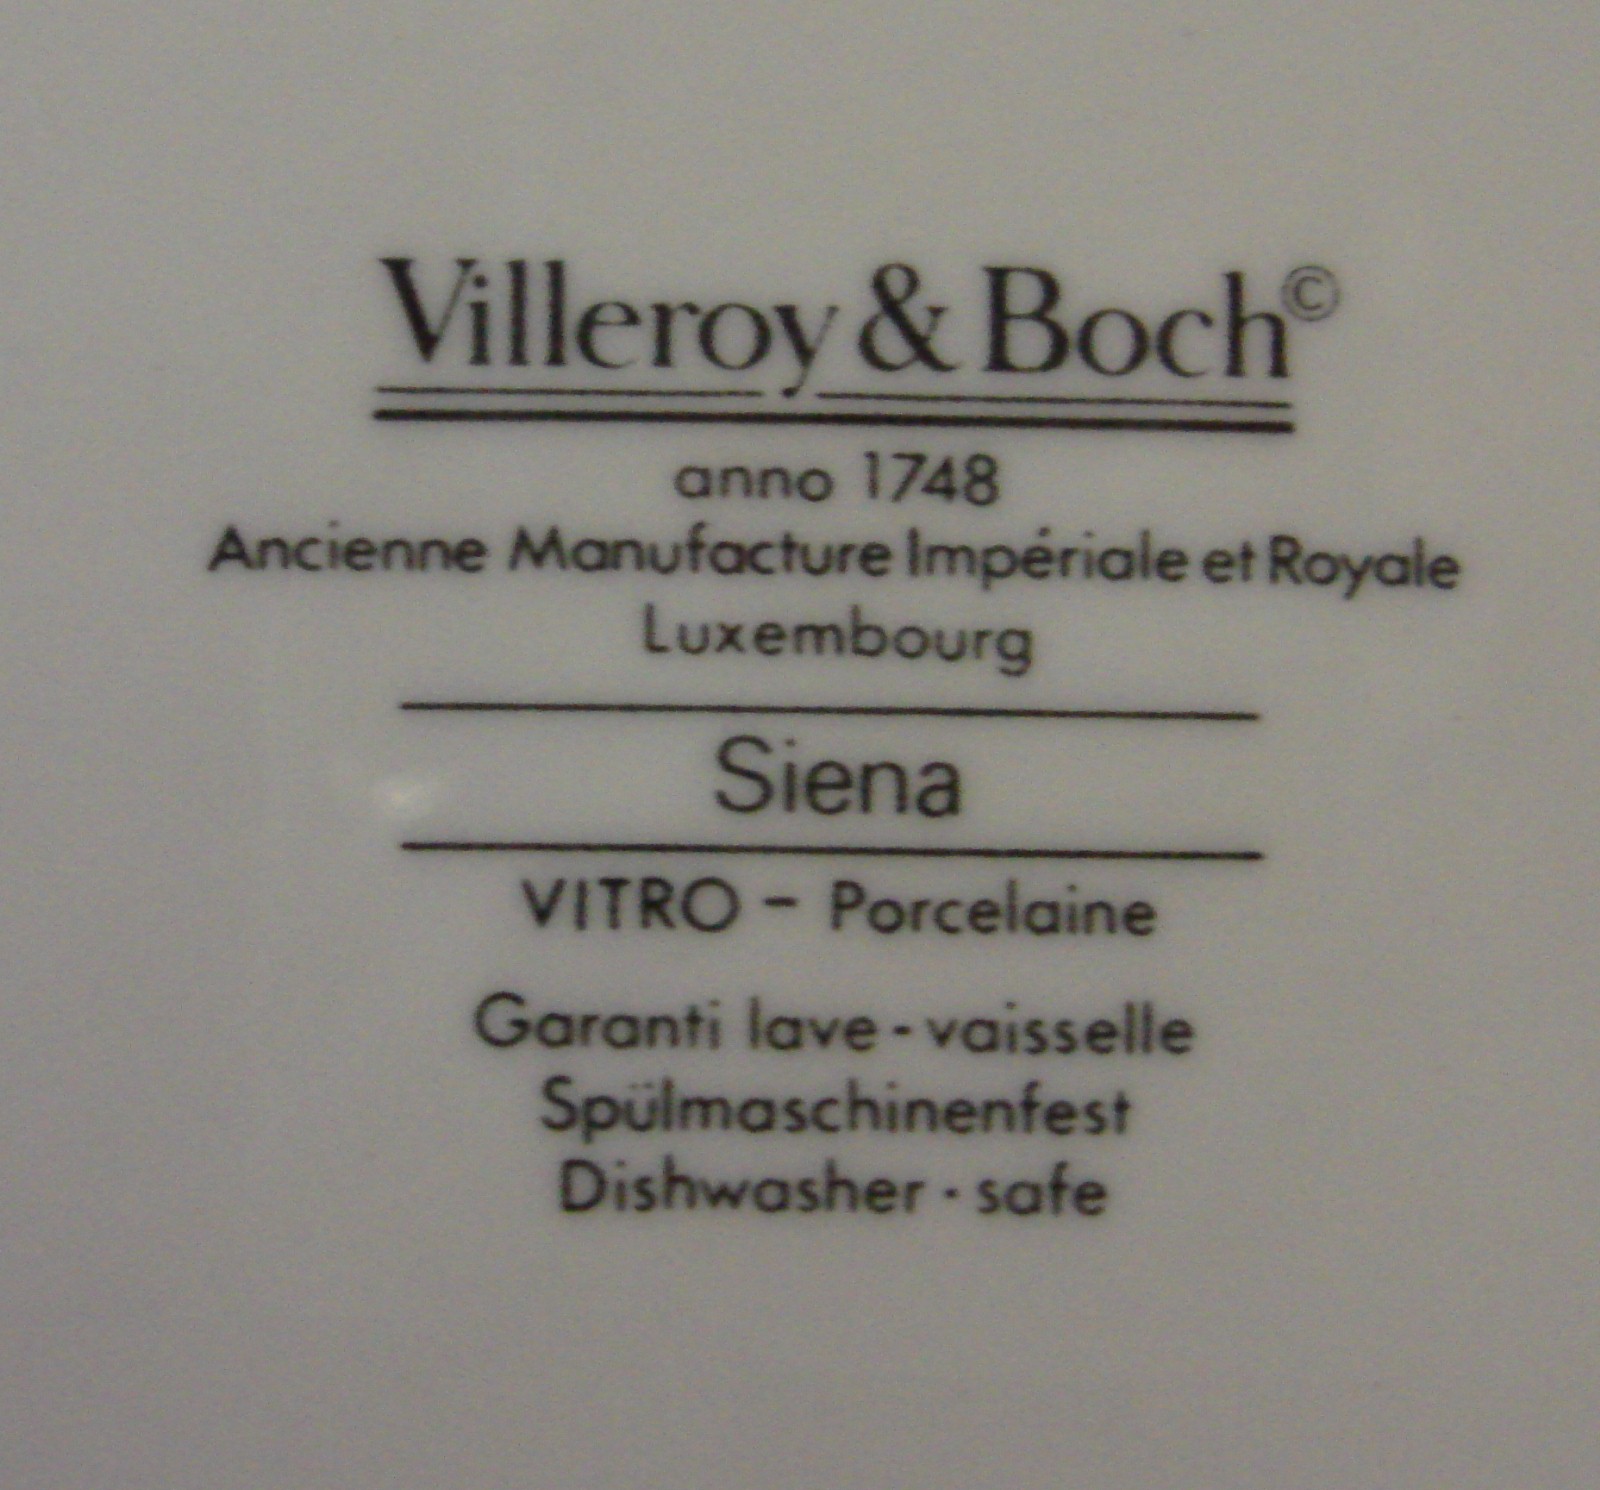 Villeroy & Boch©
anno 1748
Ancienne Manufacture Impériale et Royale
Luxembourg
Siena
VITRO – Porcelaine
Garanti lave - vaisselle
Spülmaschinenfest
Dishwasher · safe